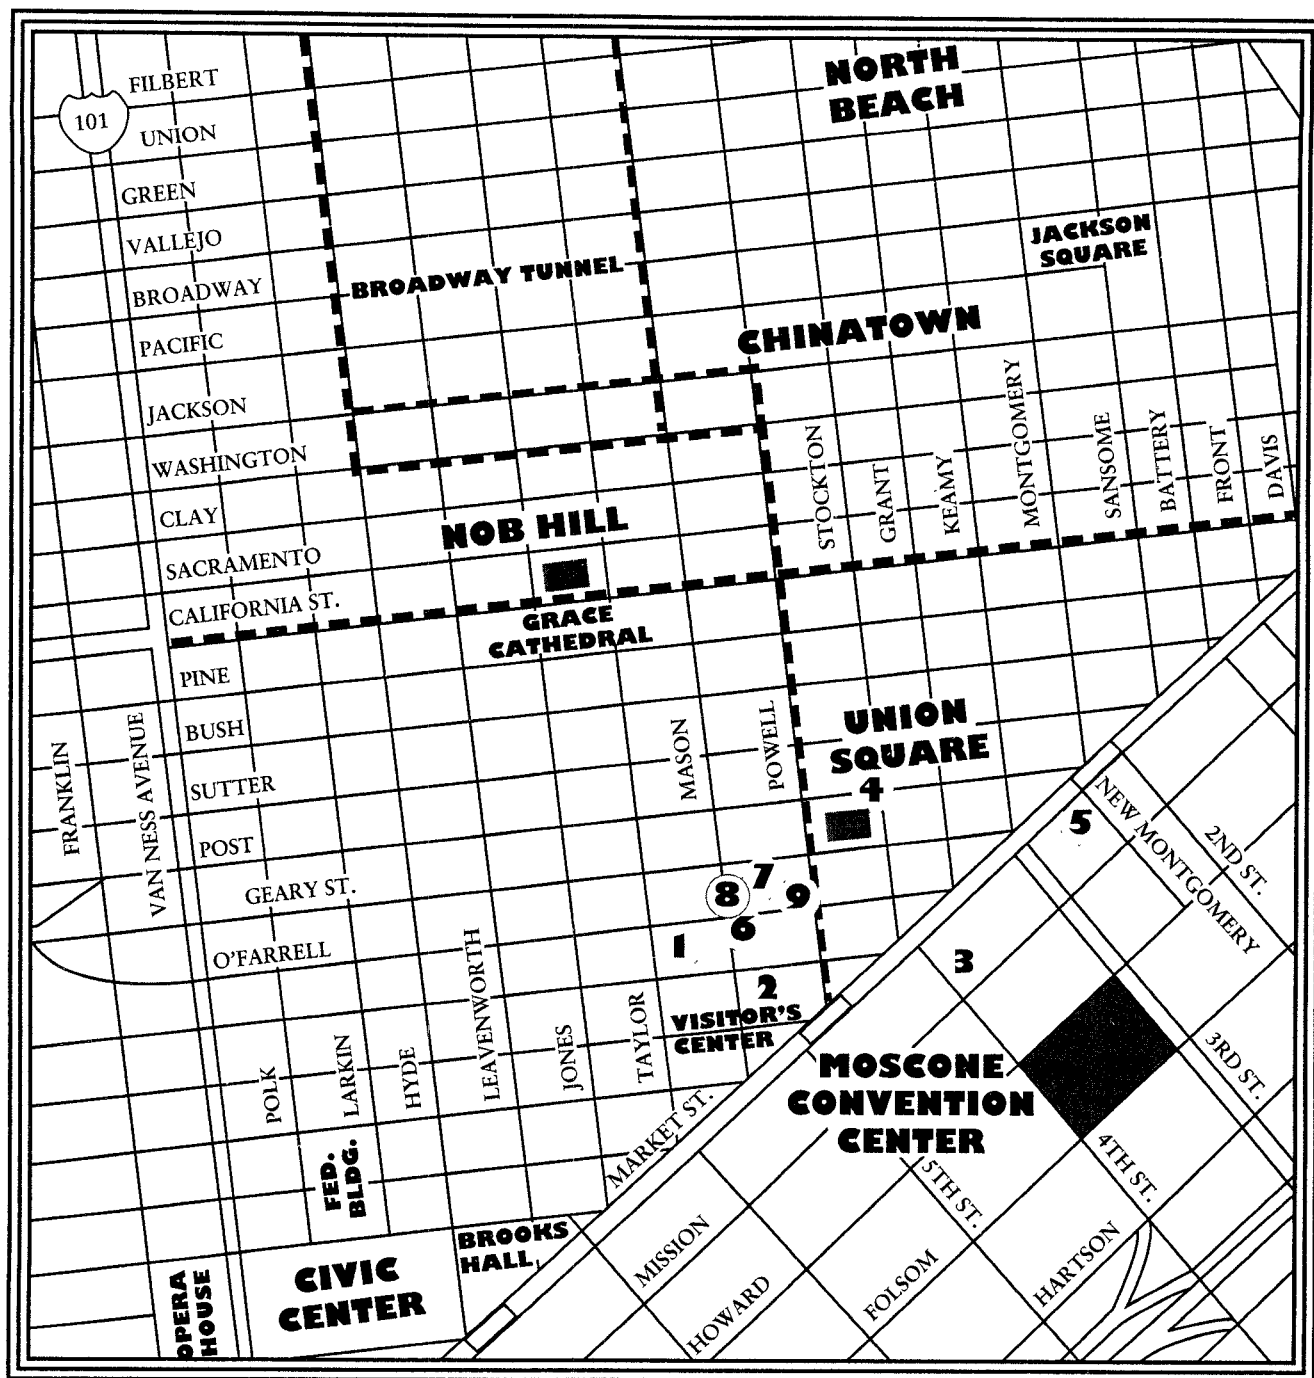 NORTH
BEACH
FILBERT
101
UNION
GREEN
VALLEJO
BROADWAY
PACIFIC
JACKSON
WASHINGTON
CLAY
SACRAMENTO
CALIFORNIA ST.
PINE
BUSH
SUTTER
POST
GEARY ST.
O'FARRELL
BROADWAY TUNNEL
JACKSON
SQUARE
CHINATOWN
STOCKTON
GRANT
KEAMY
MONTGOMERY
SANSOME
BATTERY
FRONT
DAVIS
NOB HILL
GRACE
CATHEDRAL
FRANKLIN
VAN NESS AVENUE
MASON
POWELL
UNION
SQUARE
4
5
NEW MONTGOMERY
2ND ST.
7
8
9
6
1
3
2
VISITOR'S
CENTER
POLK
LARKIN
HYDE
LEAVENWORTH
JONES
TAYLOR
MARKET ST.
MOSCONE
CONVENTION
CENTER
3RD ST.
4TH ST.
5TH ST.
FED.
BLDG.
BROOKS
HALL
MISSION
HOWARD
FOLSOM
HARTSON
OPERA
HOUSE
CIVIC
CENTER